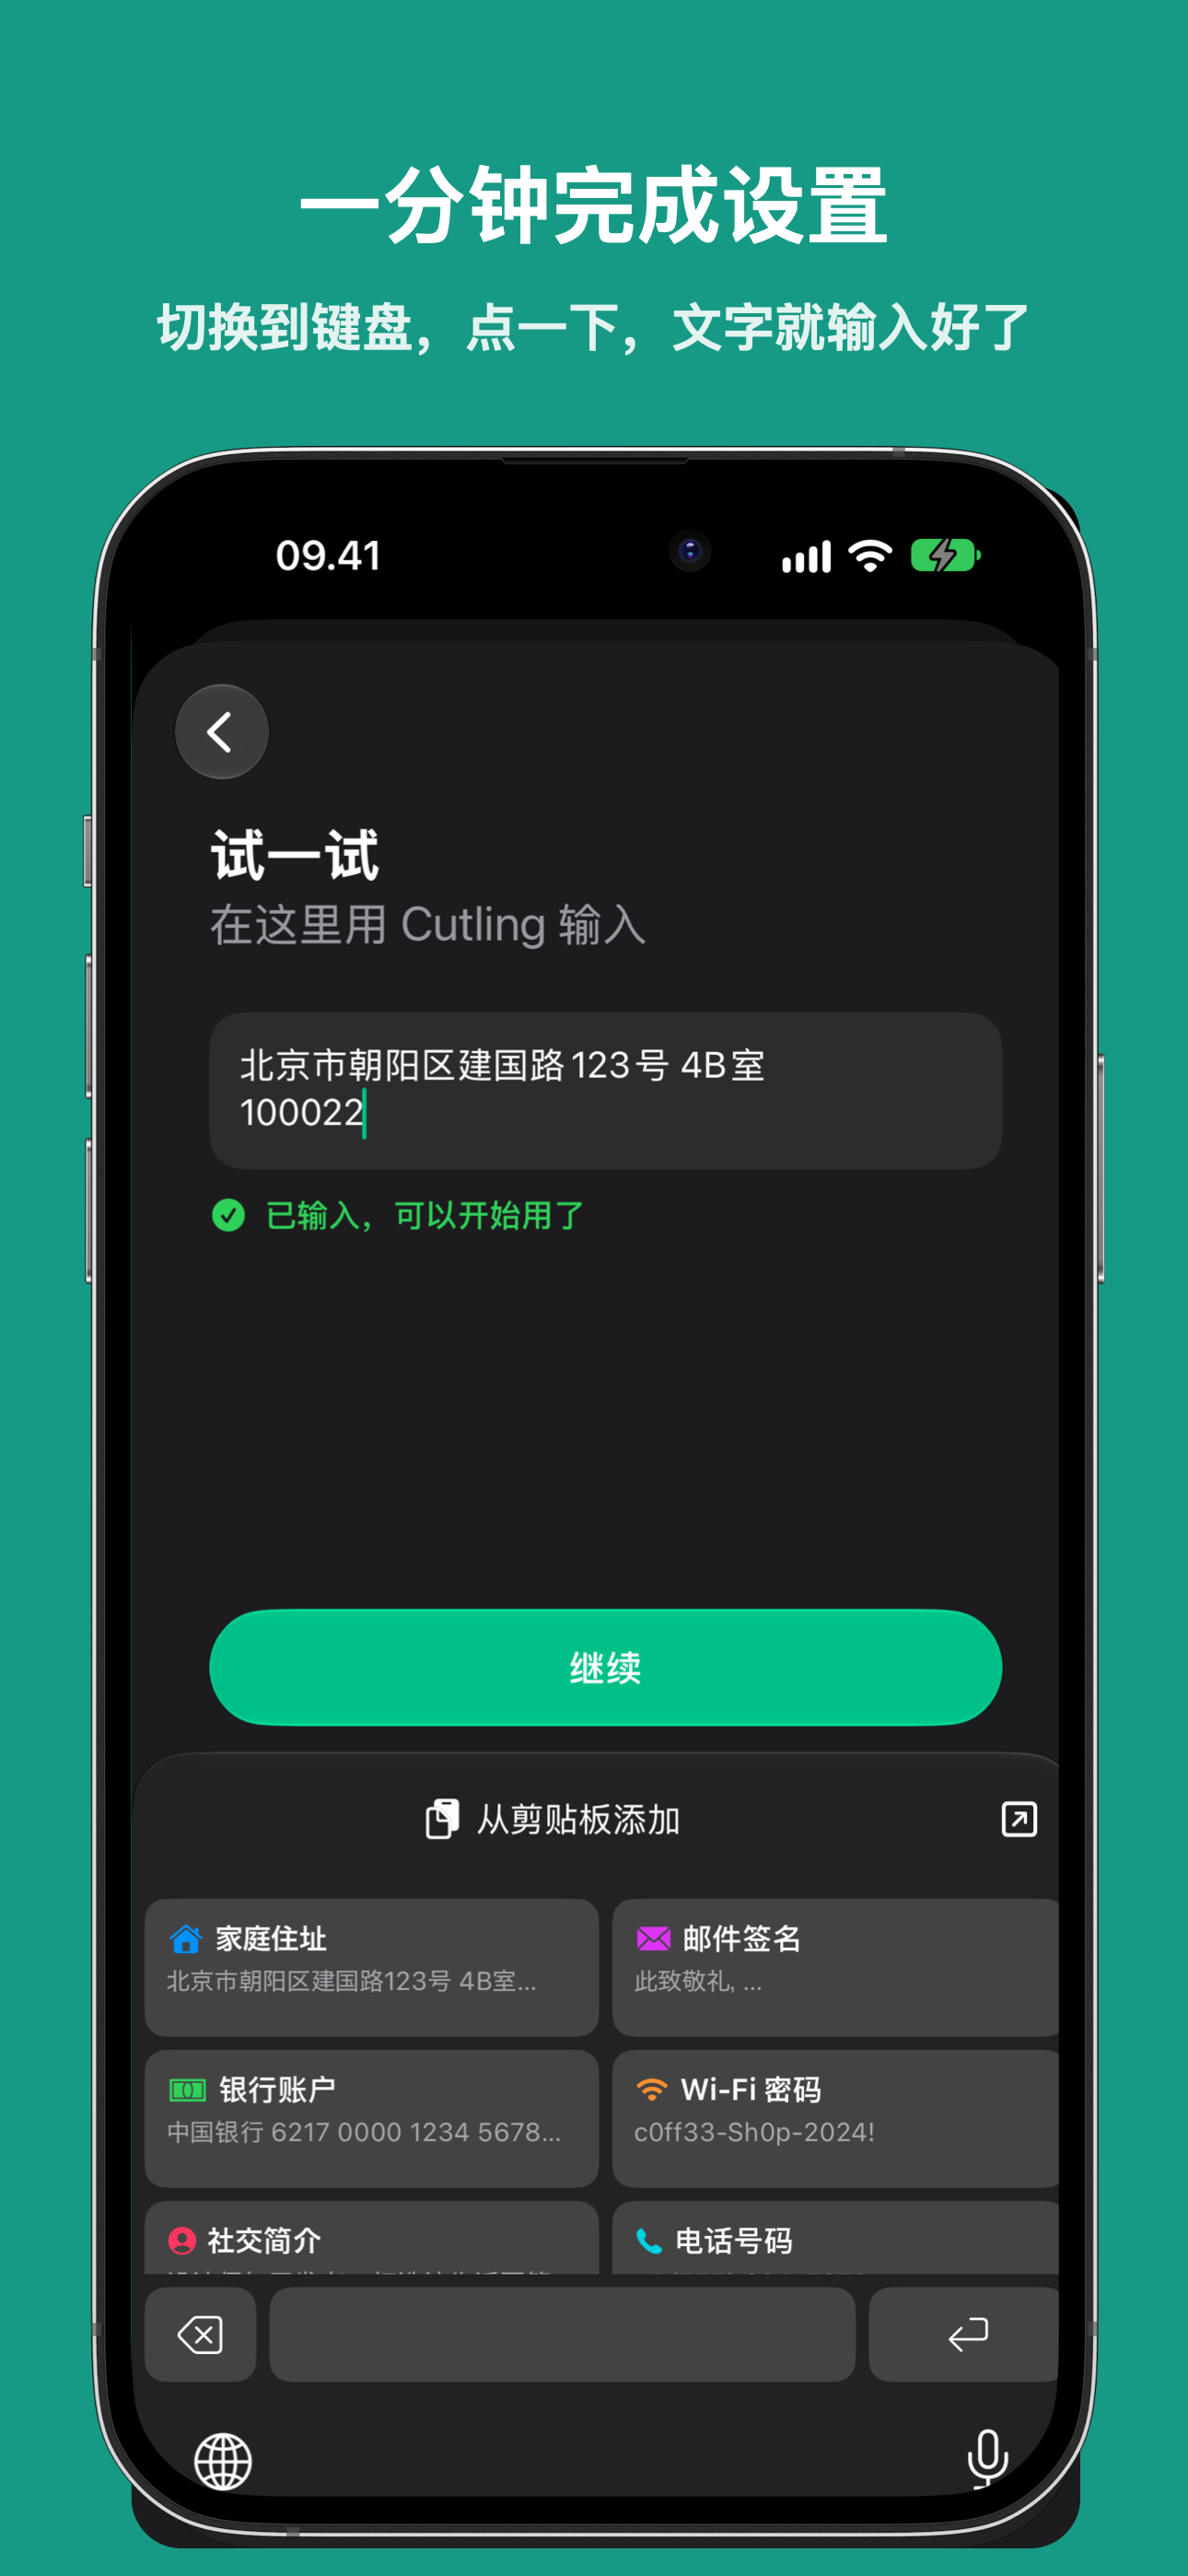 一分钟完成设置
切换到键盘，点一下，文字就输入好了
09.41
试一试
在这里用 Cutling 输入
北京市朝阳区建国路123号 4B室
100022
已输入，可以开始用了
继续
从剪贴板添加
家庭住址
北京市朝阳区建国路123号 4B室...
邮件签名
此致敬礼, ...
银行账户
中国银行 6217 0000 1234 5678...
Wi-Fi 密码
c0ff33-Sh0p-2024!
社交简介
电话号码